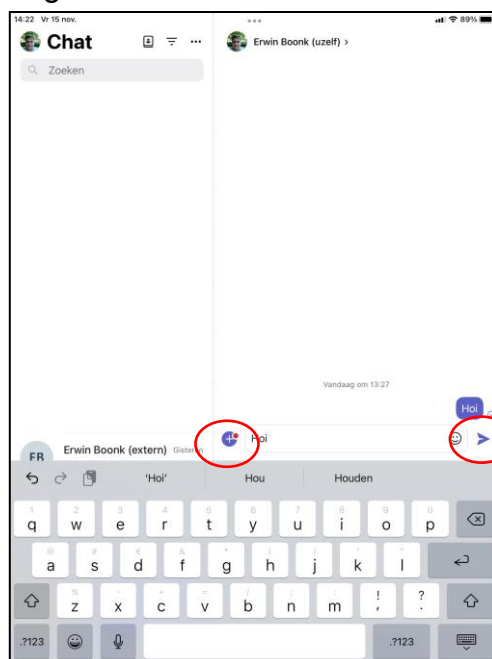 14:22 Vr 15 nov.
89%
Chat
Erwin Boonk (uzelf) >
Zoeken
Vandaag om 13:27
Hoi
Hoi
EB
Erwin Boonk (extern) Gisteren
'Hoi' Hou Houden
1 2 3 4 5 6 7 8 9 0
q w e r t y u i o p
@ # € & * ( ) ' "
a s d f g h j k l
% - + = / ; : ! ?
z x c v b n m , .
.?123 .?123